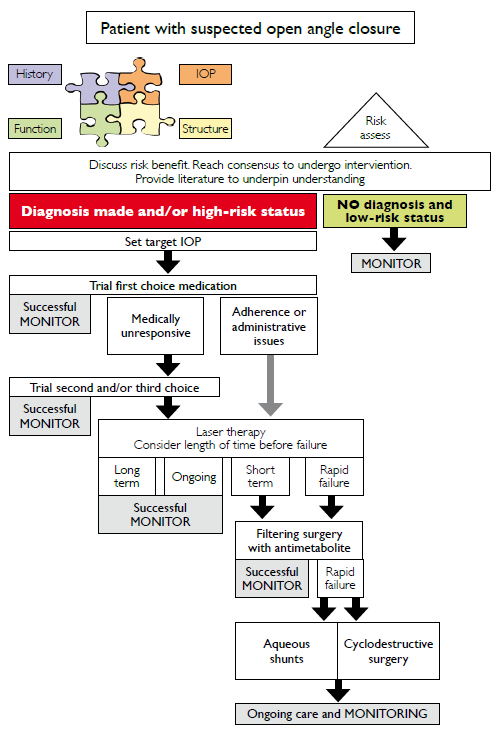 Patient with suspected open angle closure
History
IOP
Function
Structure
Risk
assess
Discuss risk benefit. Reach consensus to undergo interviention.
Provide literature to underpin understanding
Diagnosis made and/or high-risk status
NO diagnosis and
low-risk status
Set target IOP
MONITOR
Trial first choice medication
Successful
MONITOR
Medically
unresponsive
Adherence or
administrative
issues
Trial second and/or third choice
Successful
MONITOR
Laser therapy
Consider length of time before failure
Long
term
Ongoing
Short
term
Rapid
failure
Successful
MONITOR
Filtering surgery
with antimetabolite
Successful
MONITOR
Rapid
failure
Aqueous
shunts
Cyclodestructive
surgery
Ongoing care and MONITORING